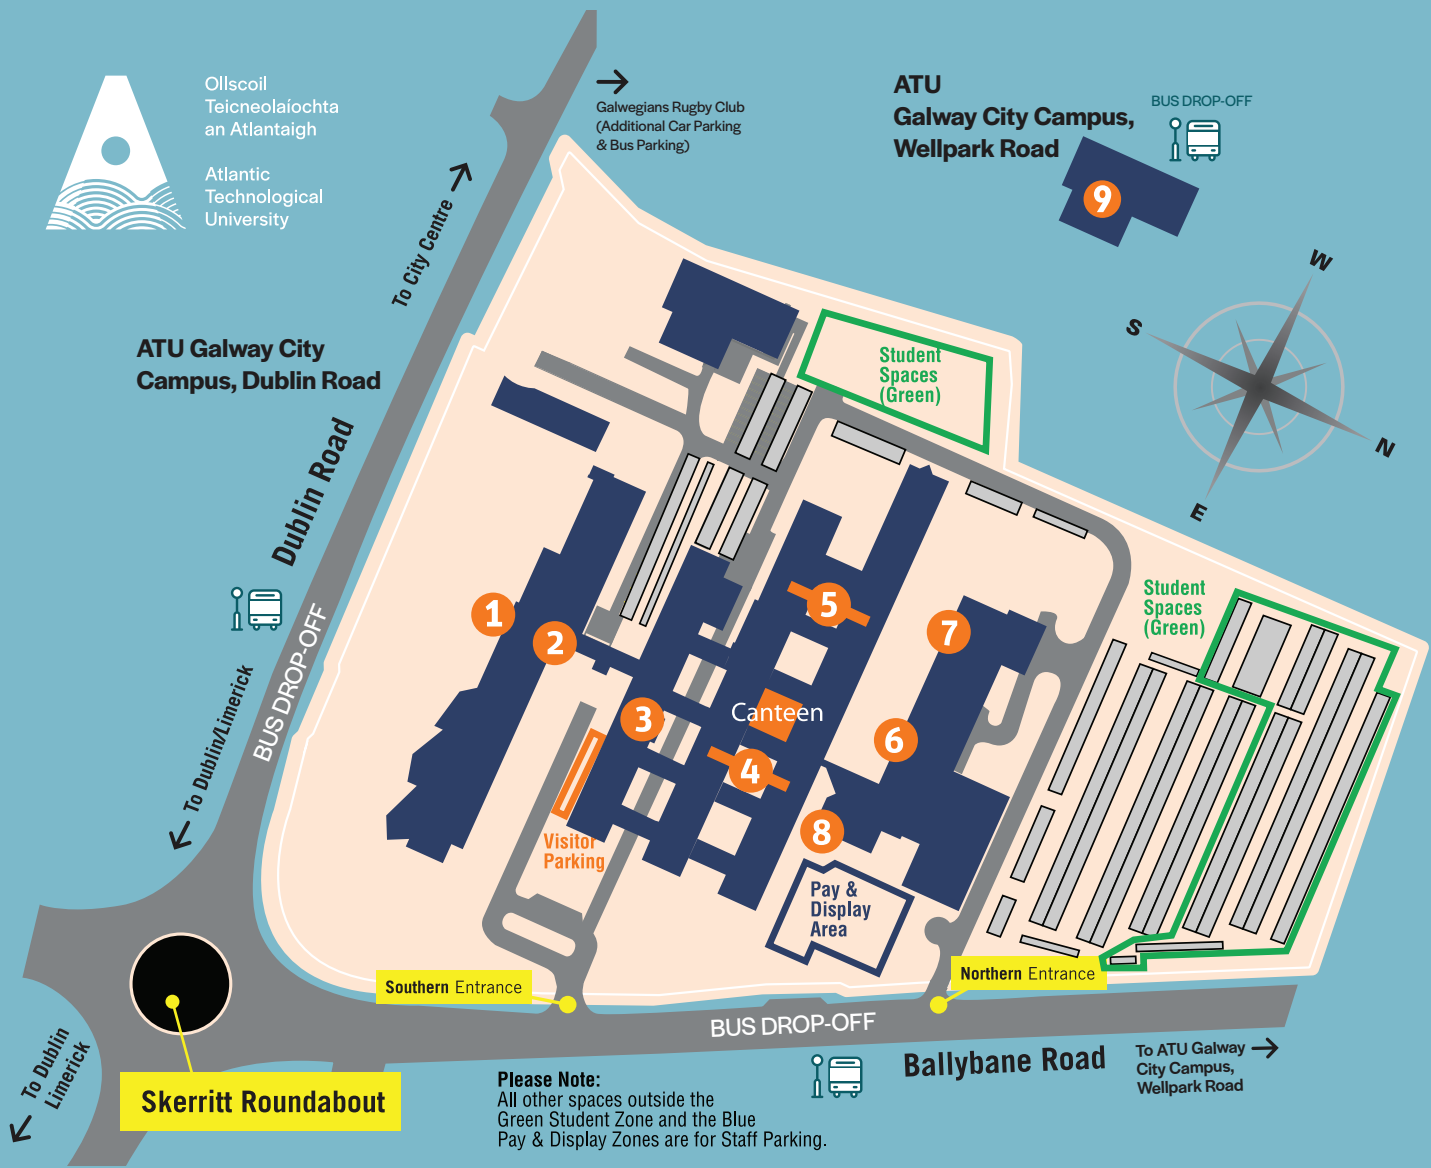 Ollscoil
Teicneolaíochta
an Atlantaigh
Atlantic
Technological
University
Galwegians Rugby Club
(Additional Car Parking
& Bus Parking)
ATU
Galway City Campus,
Wellpark Road
BUS DROP-OFF
9
To City Centre
W
S
N
E
ATU Galway City
Campus, Dublin Road
Student
Spaces
(Green)
Dublin Road
BUS DROP-OFF
To Dublin/Limerick
1
2
3
4
5
6
7
8
Canteen
Student
Spaces
(Green)
Visitor
Parking
Pay &
Display
Area
Southern Entrance
Northern Entrance
BUS DROP-OFF
Ballybane Road
To ATU Galway
City Campus,
Wellpark Road
To Dublin
Limerick
Skerritt Roundabout
Please Note:
All other spaces outside the
Green Student Zone and the Blue
Pay & Display Zones are for Staff Parking.